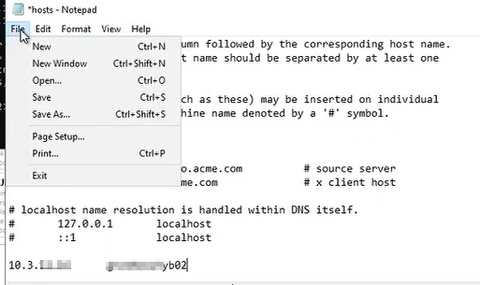 *hosts - Notepad
File Edit Format View Help
New Ctrl+N
New Window Ctrl+Shift+N
Open... Ctrl+O
Save Ctrl+S
Save As... Ctrl+Shift+S
Page Setup...
Print... Ctrl+P
Exit
umn followed by the corresponding host name.
t name should be separated by at least one
ch as these) may be inserted on individual
hine name denoted by a '#' symbol.
o.acme.com # source server
me.com # x client host
# localhost name resolution is handled within DNS itself.
# 127.0.0.1 localhost
# ::1 localhost
10.3. yb02